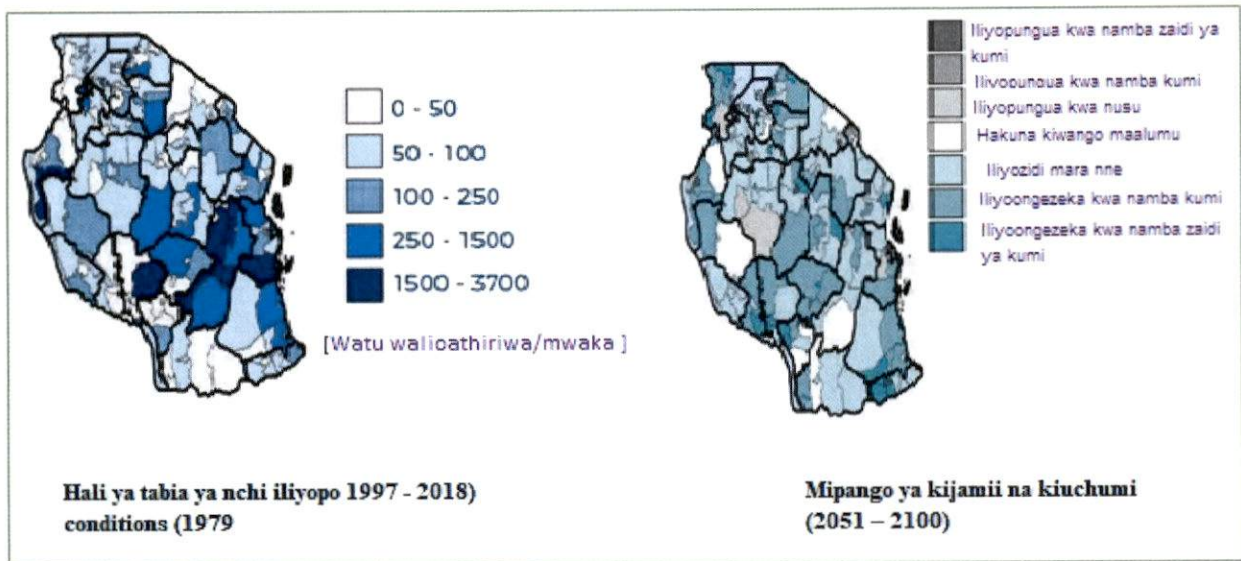 0 - 50
50 - 100
100 - 250
250 - 1500
1500 - 3700
[Watu walioathiriwa/mwaka ]
Hali ya tabia ya nchi iliyopo 1997 - 2018)
conditions (1979
Iliyopungua kwa namba zaidi ya
kumi
Iliyopungua kwa namba kumi
Iliyopungua kwa nusu
Hakuna kiwango maalumu
Iliyozidi mara nne
Iliyoongezeka kwa namba kumi
Iliyoongezeka kwa namba zaidi
ya kumi
Mipango ya kijamii na kiuchumi
(2051 – 2100)